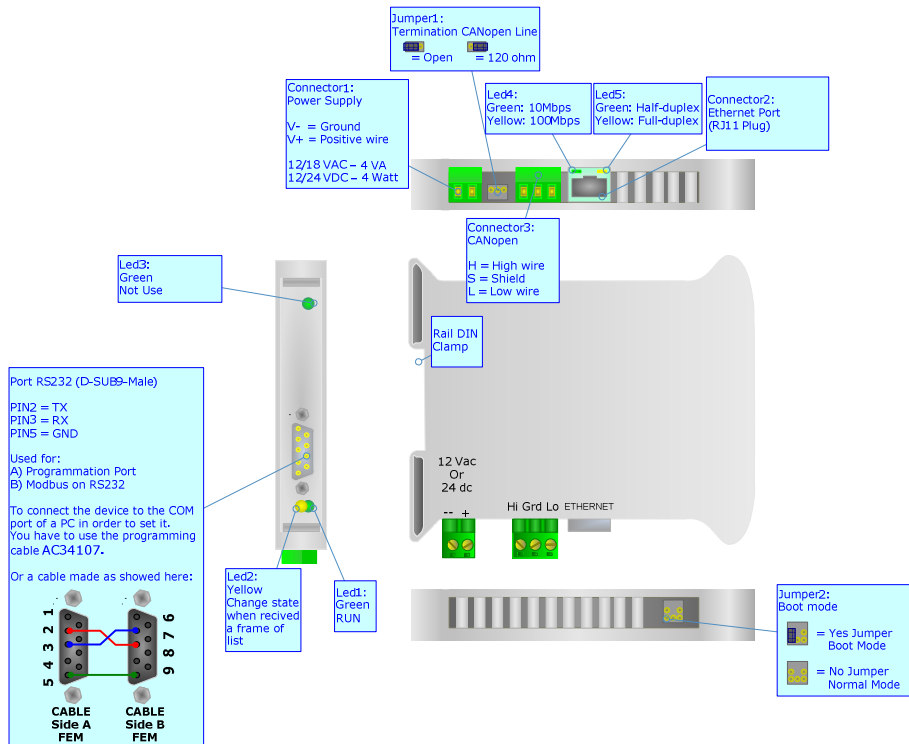 Jumper1:
Termination CANopen Line
= Open
= 120 ohm
Connector1:
Power Supply
V- = Ground
V+ = Positive wire
12/18 VAC - 4 VA
12/24 VDC - 4 Watt
Led4:
Green: 10Mbps
Yellow: 100Mbps
Led5:
Green: Half-duplex
Yellow: Full-duplex
Connector2:
Ethernet Port
(RJ11 Plug)
Connector3:
CANopen
H = High wire
S = Shield
L = Low wire
Led3:
Green
Not Use
Rail DIN
Clamp
Port RS232 (D-SUB9-Male)
PIN2 = TX
PIN3 = RX
PIN5 = GND
Used for:
A) Programmation Port
B) Modbus on RS232
To connect the device to the COM
port of a PC in order to set it.
You have to use the programming
cable AC34107.
Or a cable made as showed here:
1
2
3
4
5
6
7
8
9
CABLE
Side A
FEM
CABLE
Side B
FEM
12 Vac
Or
24 dc
-- +
Hi Grd Lo
ETHERNET
Led2:
Yellow
Change state
when recived
a frame of
list
Led1:
Green
RUN
Jumper2:
Boot mode
= Yes Jumper
Boot Mode
= No Jumper
Normal Mode